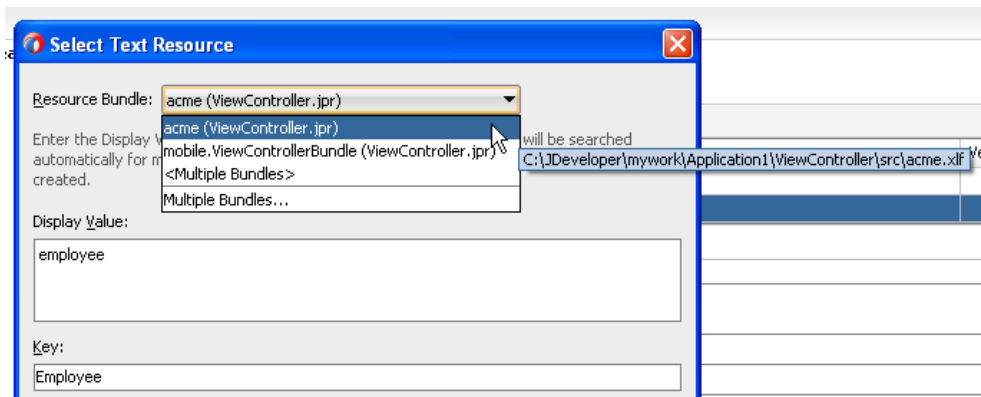 Select Text Resource
Resource Bundle: acme (ViewController.jpr)
acme (ViewController.jpr)
Enter the Display will be searched
mobile.ViewControllerBundle (ViewController.jpr)
automatically for
C:\JDeveloper\mywork\Application1\ViewController\src\acme.xlf
<Multiple Bundles>
created.
Multiple Bundles...
Display Value:
employee
Key:
Employee